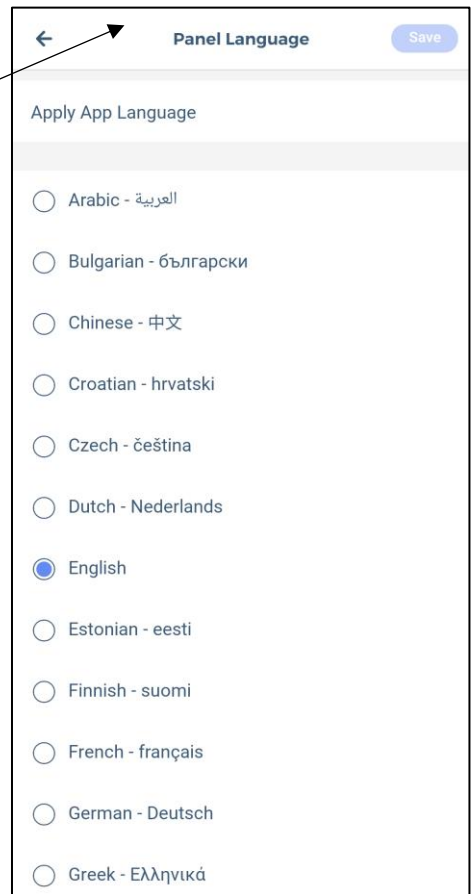 Panel Language
Save
Apply App Language
Arabic - العربية
Bulgarian - български
Chinese - 中文
Croatian - hrvatski
Czech - čeština
Dutch - Nederlands
English
Estonian - eesti
Finnish - suomi
French - français
German - Deutsch
Greek - Ελληνικά